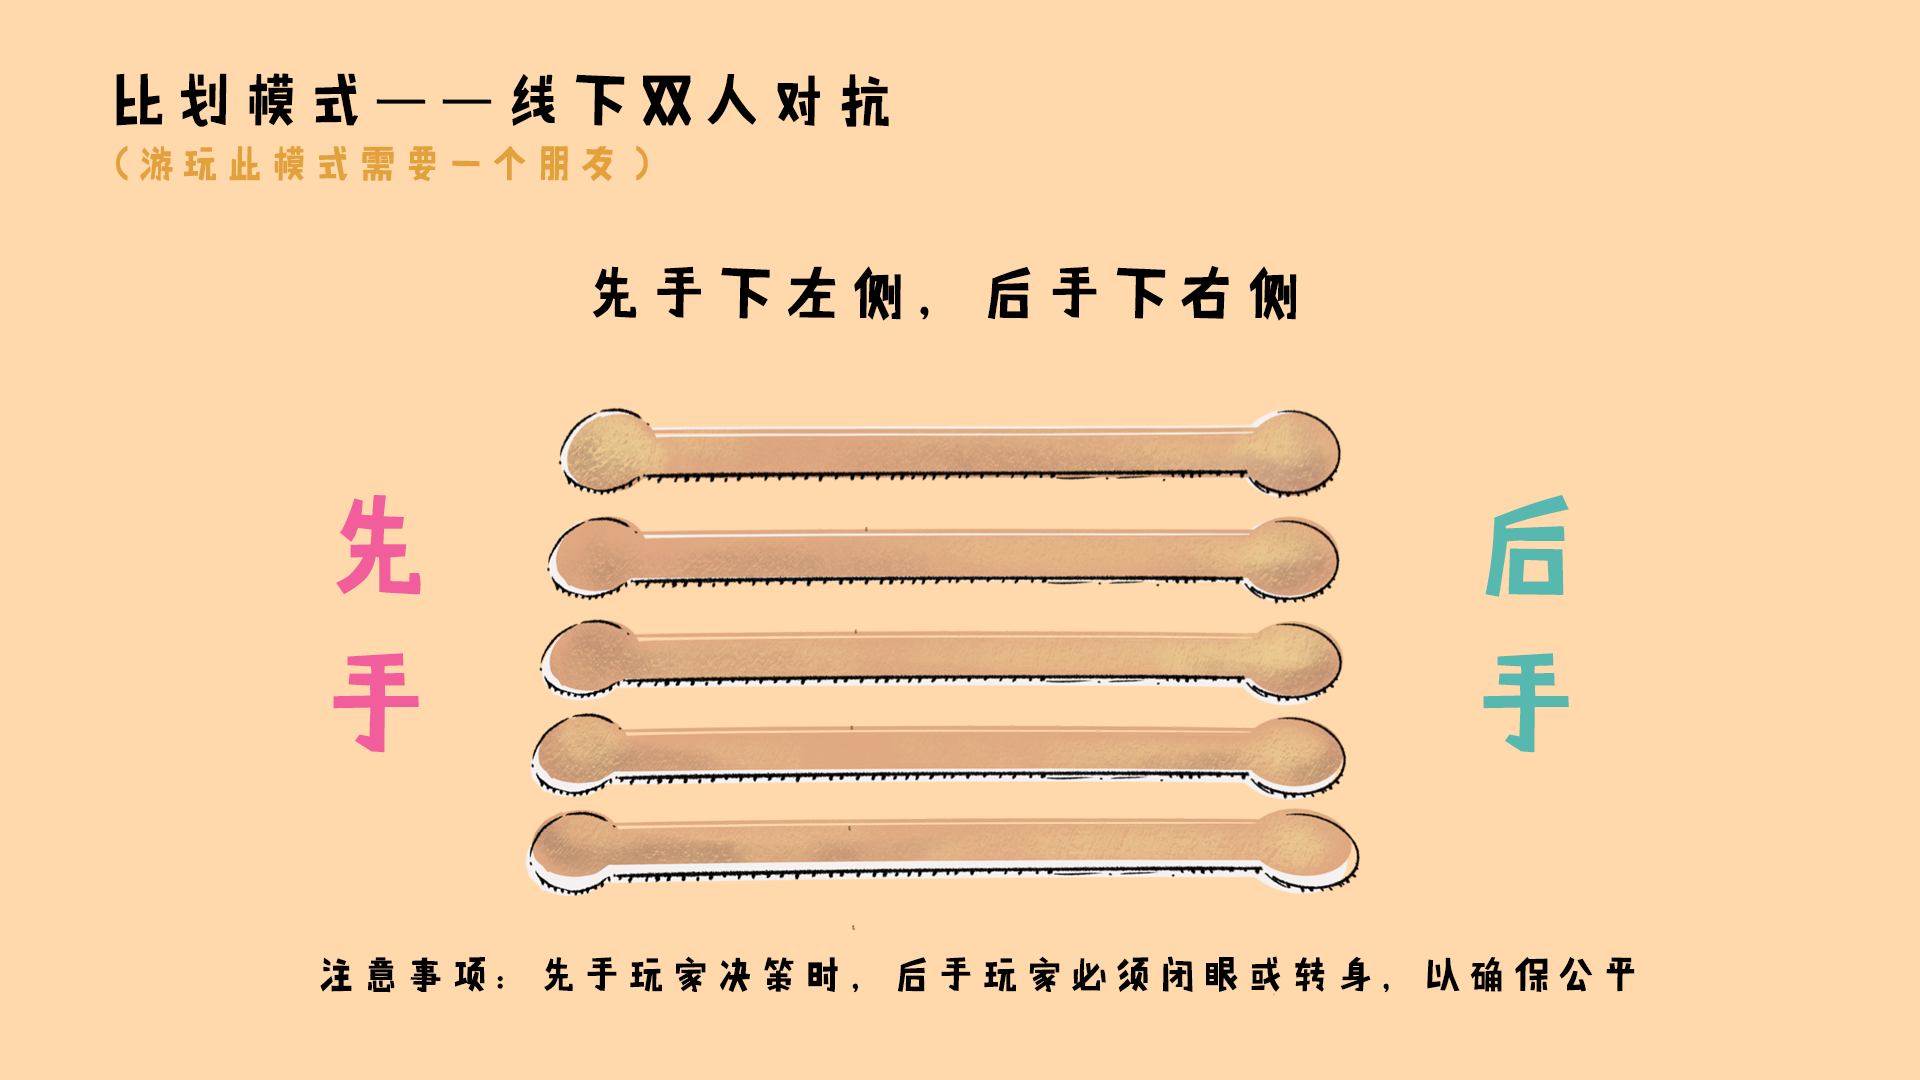 比划模式——线下双人对抗
（游玩此模式需要一个朋友）
先手下左侧，后手下右侧
先手
后手
注意事项：先手玩家决策时，后手玩家必须闭眼或转身，以确保公平